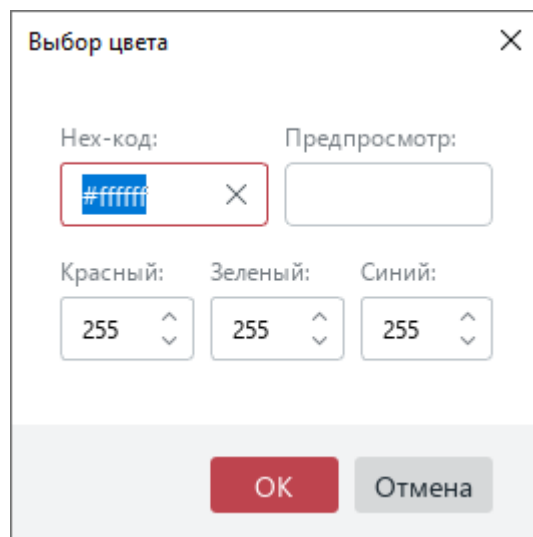 Выбор цвета
Hex-код: Предпросмотр:
#ffffff
Красный: Зеленый: Синий:
255 255 255
OK Отмена